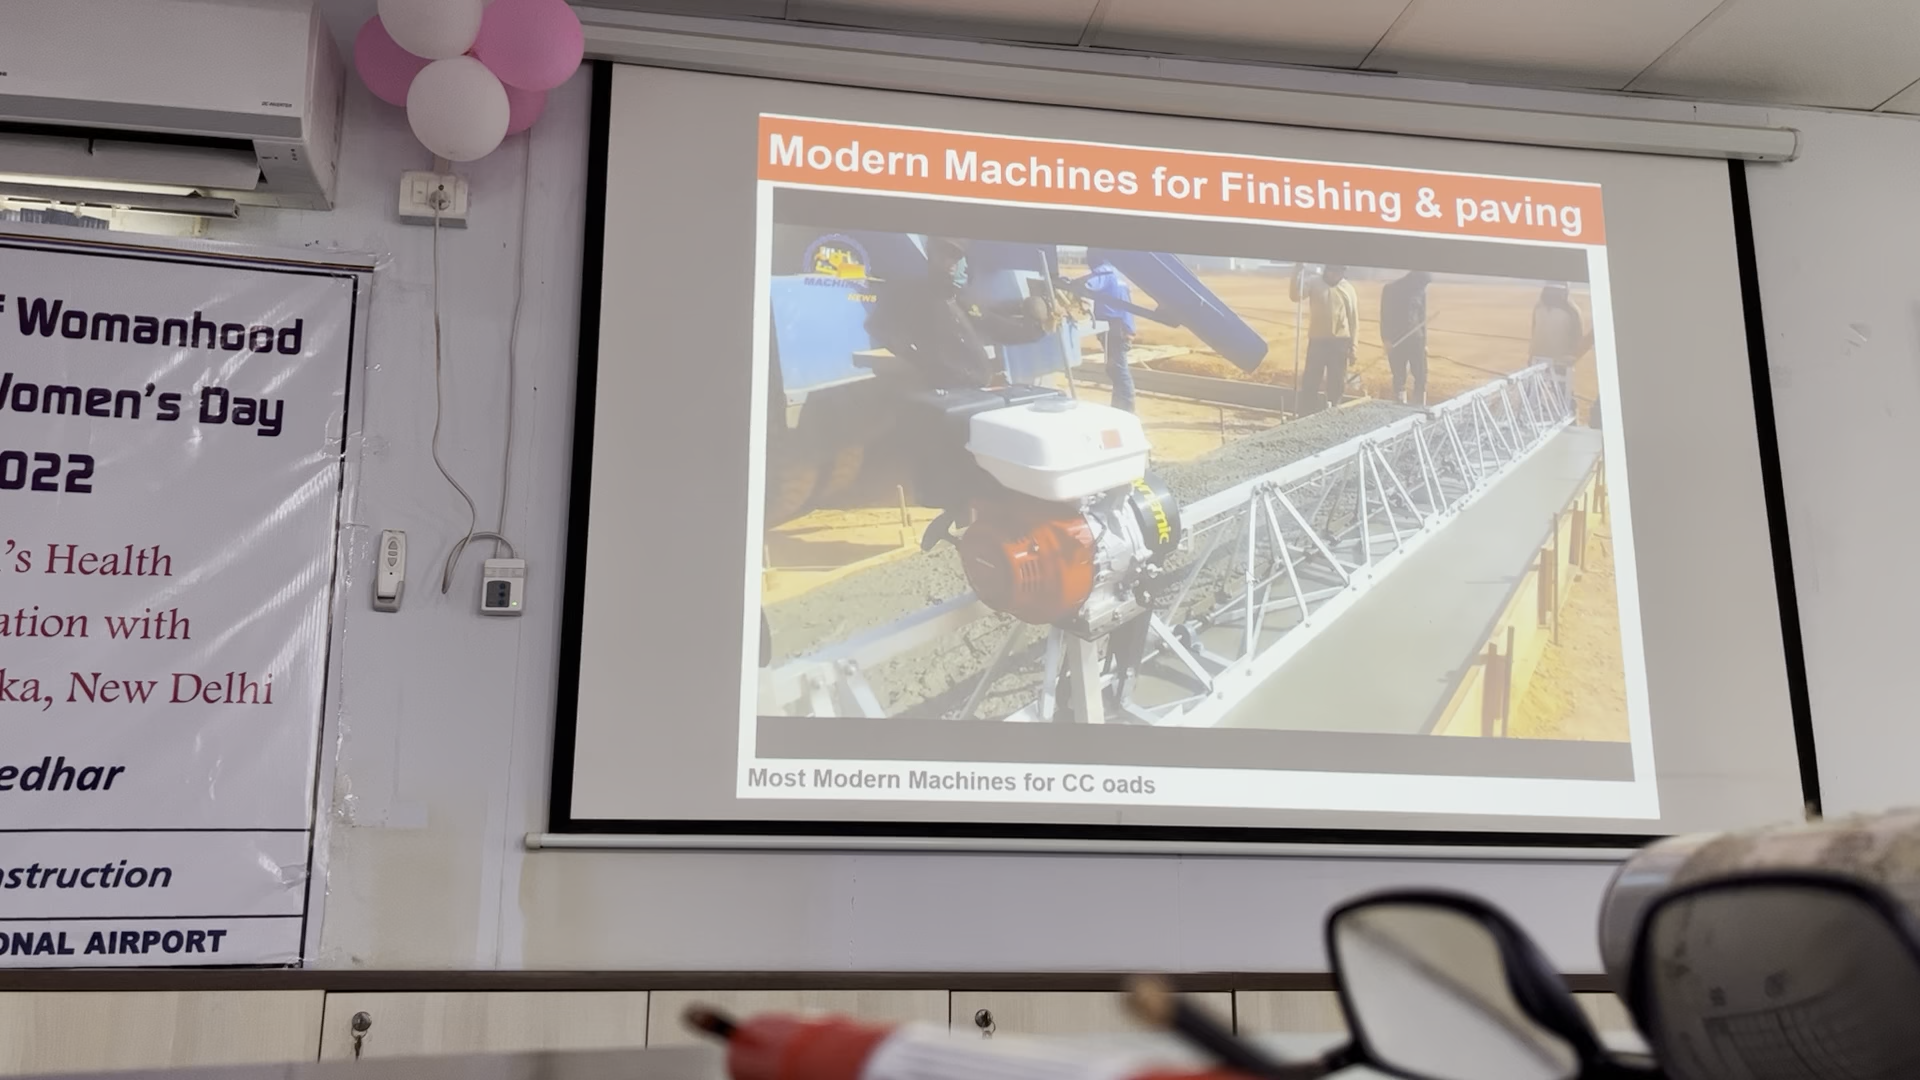 f Womanhood
Women's Day
022
's Health
ation with
ka, New Delhi
edhar
nstruction
ONAL AIRPORT
Modern Machines for Finishing & paving
NEWS
Most Modern Machines for CC oads